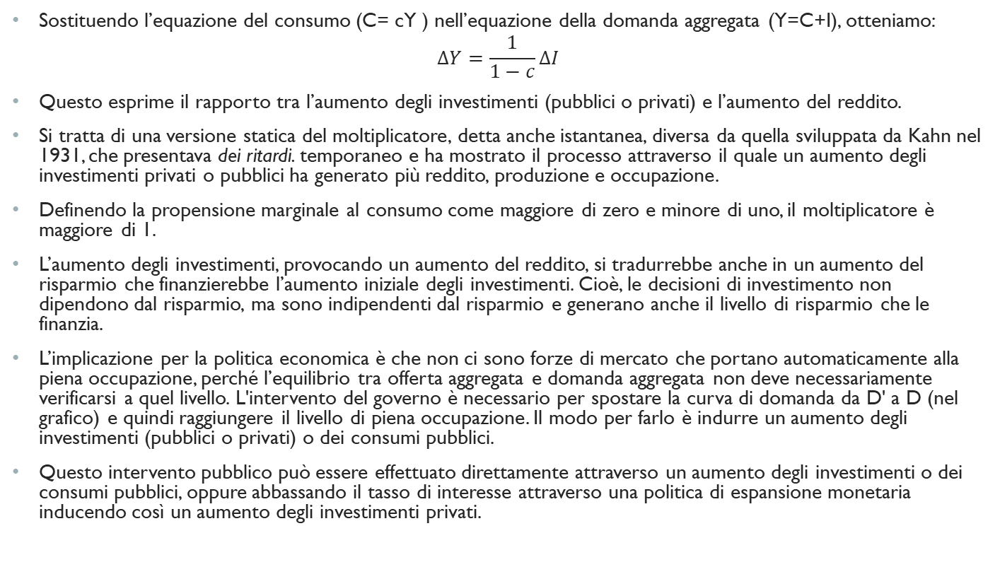 • Sostituendo l’equazione del consumo (C= cY ) nell’equazione della domanda aggregata (Y=C+I), otteniamo:
ΔY = 1/(1 − c) ΔI
• Questo esprime il rapporto tra l’aumento degli investimenti (pubblici o privati) e l’aumento del reddito.
• Si tratta di una versione statica del moltiplicatore, detta anche istantanea, diversa da quella sviluppata da Kahn nel
1931, che presentava dei ritardi. temporaneo e ha mostrato il processo attraverso il quale un aumento degli
investimenti privati o pubblici ha generato più reddito, produzione e occupazione.
• Definendo la propensione marginale al consumo come maggiore di zero e minore di uno, il moltiplicatore è
maggiore di 1.
• L’aumento degli investimenti, provocando un aumento del reddito, si tradurrebbe anche in un aumento del
risparmio che finanzierebbe l’aumento iniziale degli investimenti. Cioè, le decisioni di investimento non
dipendono dal risparmio, ma sono indipendenti dal risparmio e generano anche il livello di risparmio che le
finanzia.
• L’implicazione per la politica economica è che non ci sono forze di mercato che portano automaticamente alla
piena occupazione, perché l’equilibrio tra offerta aggregata e domanda aggregata non deve necessariamente
verificarsi a quel livello. L'intervento del governo è necessario per spostare la curva di domanda da D' a D (nel
grafico) e quindi raggiungere il livello di piena occupazione. Il modo per farlo è indurre un aumento degli
investimenti (pubblici o privati) o dei consumi pubblici.
• Questo intervento pubblico può essere effettuato direttamente attraverso un aumento degli investimenti o dei
consumi pubblici, oppure abbassando il tasso di interesse attraverso una politica di espansione monetaria
inducendo così un aumento degli investimenti privati.